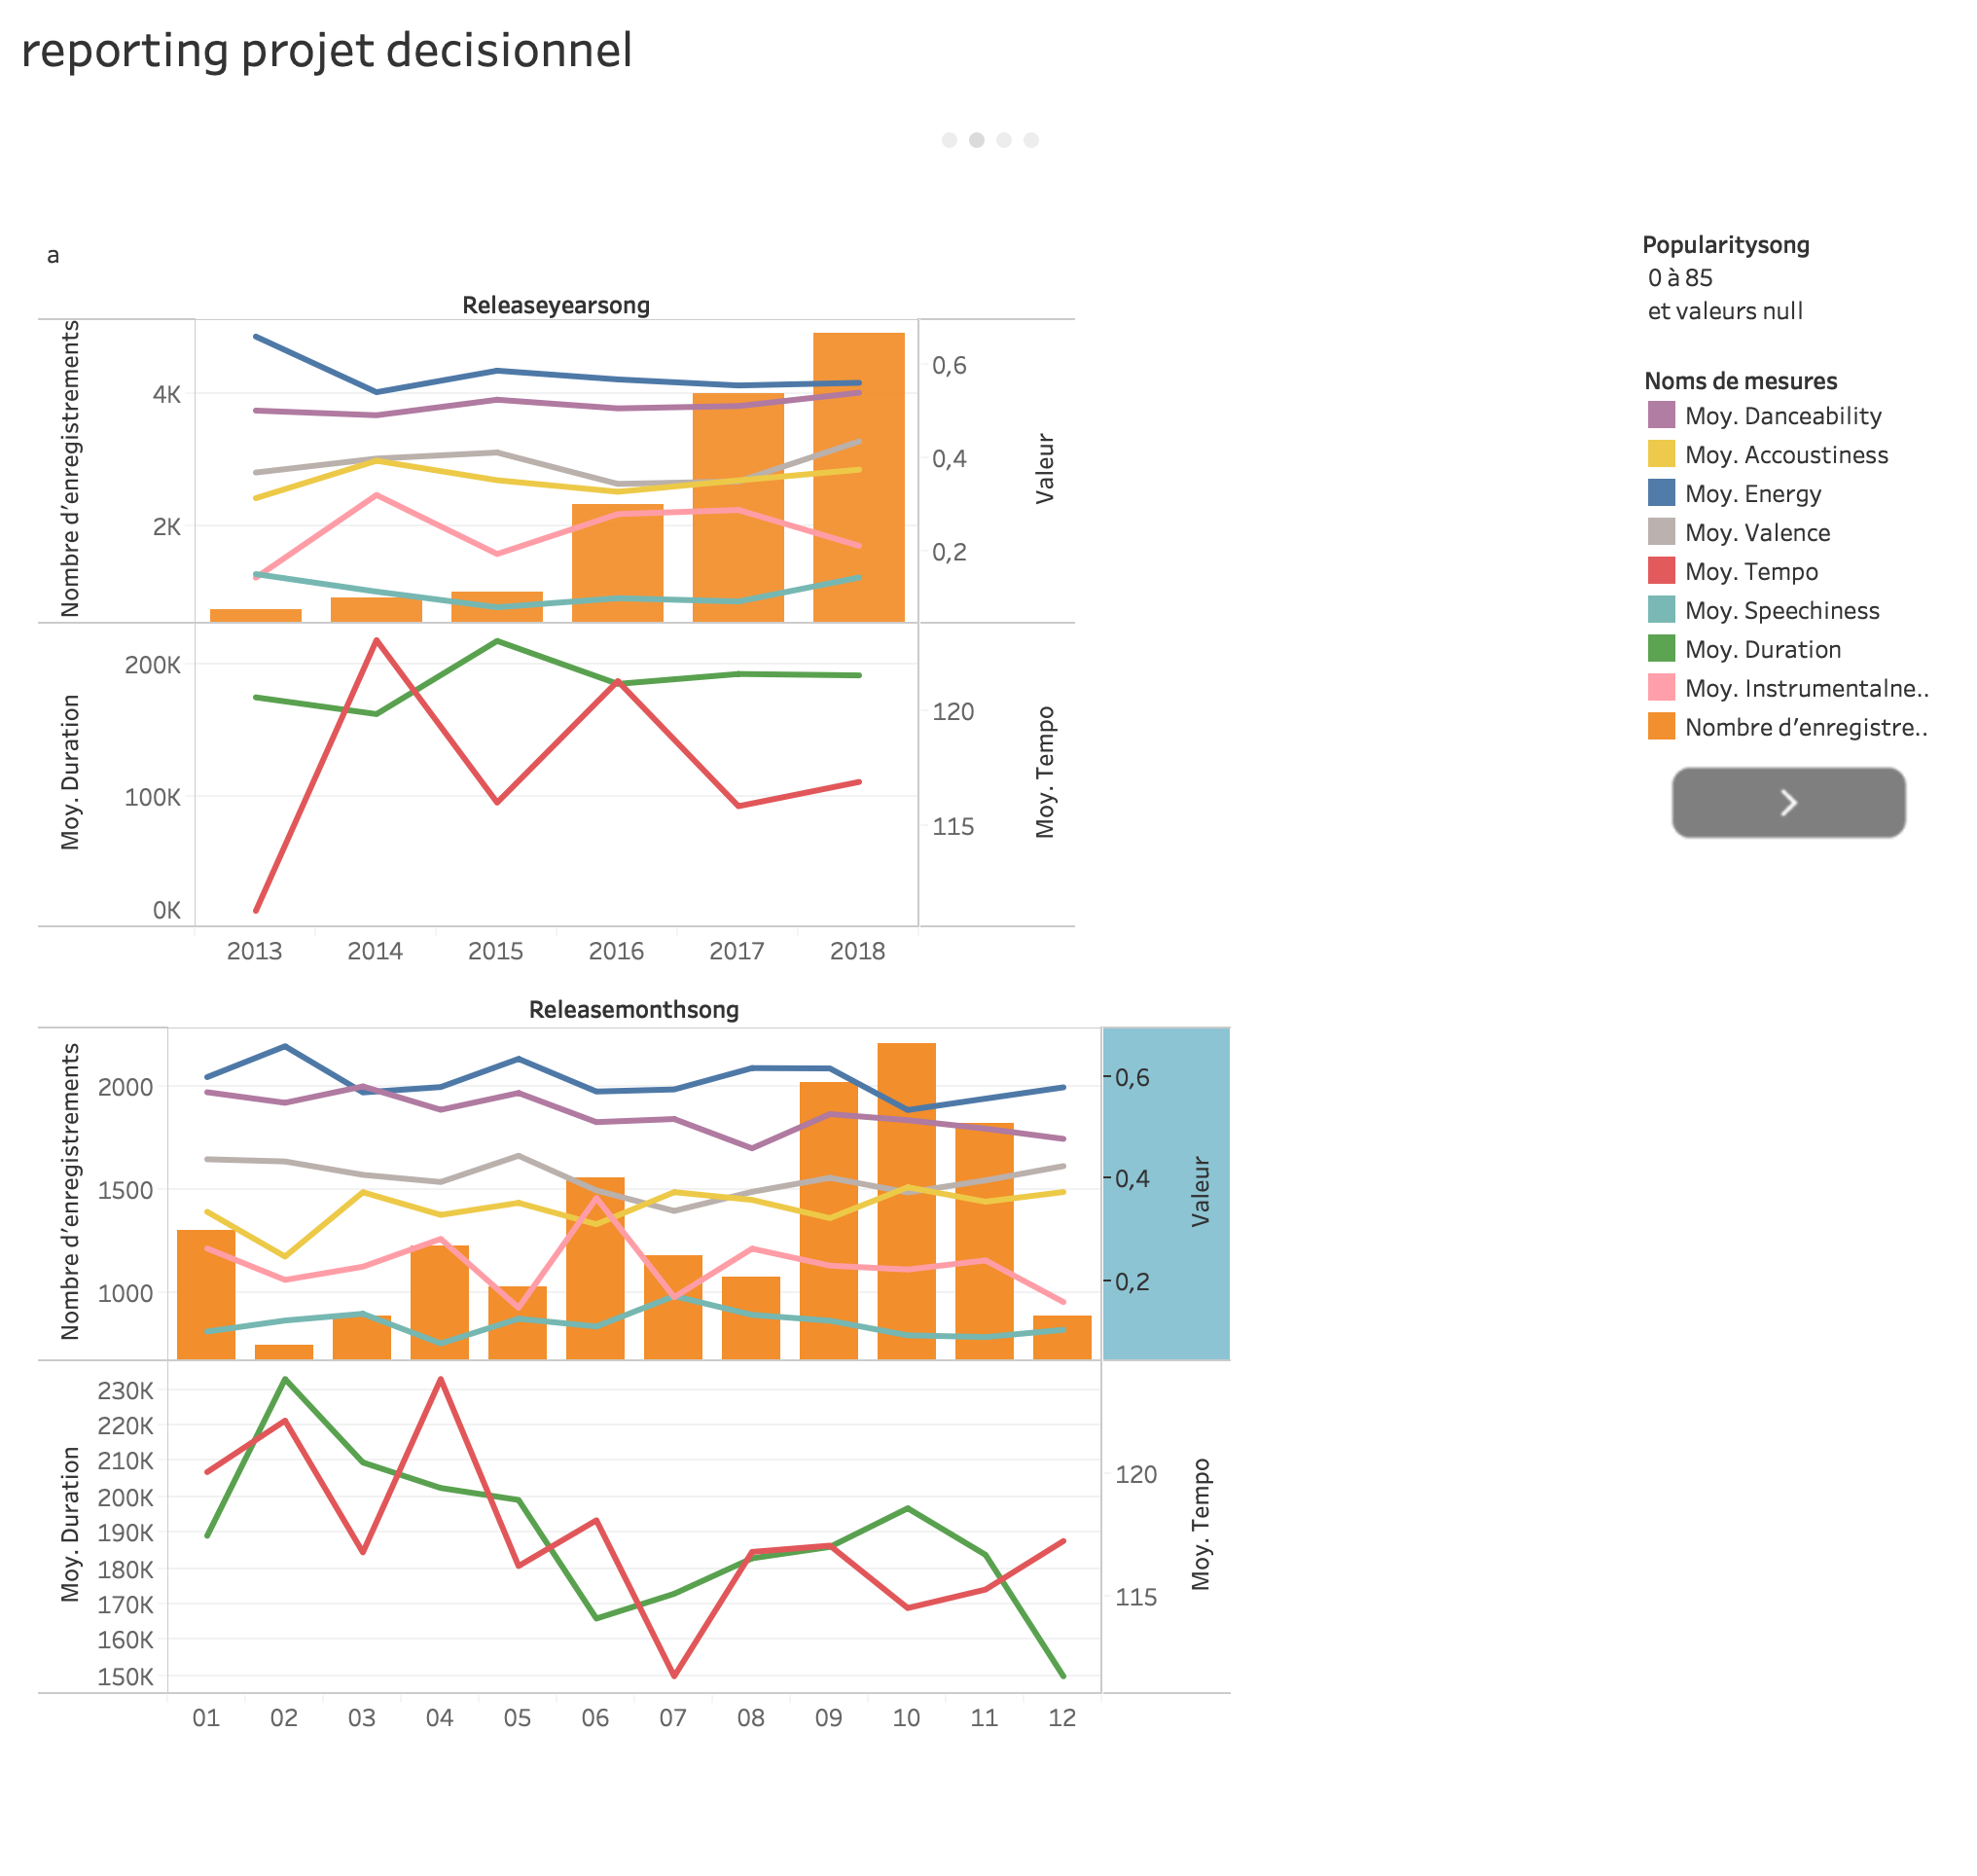 reporting projet decisionnel
a
Releaseyearsong
Nombre d'enregistrements
4K
2K
0,6
0,4
0,2
Valeur
Moy. Duration
200K
100K
0K
120
115
Moy. Tempo
2013 2014 2015 2016 2017 2018
Releasemonthsong
Nombre d'enregistrements
2000
1500
1000
0,6
0,4
0,2
Valeur
Moy. Duration
230K
220K
210K
200K
190K
180K
170K
160K
150K
120
115
Moy. Tempo
01 02 03 04 05 06 07 08 09 10 11 12
Popularitysong
0 à 85
et valeurs null
Noms de mesures
Moy. Danceability
Moy. Accoustiness
Moy. Energy
Moy. Valence
Moy. Tempo
Moy. Speechiness
Moy. Duration
Moy. Instrumentalne..
Nombre d'enregistre..